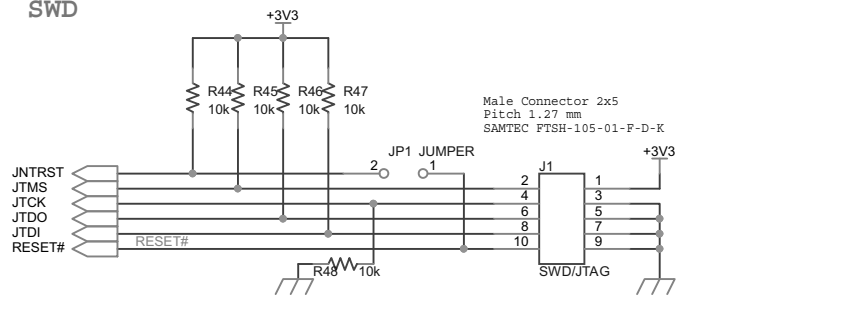 SWD
+3V3
R44 R45 R46 R47
10k 10k 10k 10k
Male Connector 2x5
Pitch 1.27 mm
SAMTEC FTSH-105-01-F-D-K
+3V3
JP1 JUMPER
2 1
J1
JNTRST
JTMS
JTCK
JTDO
JTDI
RESET#
RESET#
2 1
4 3
6 5
8 7
10 9
R48 10k
SWD/JTAG